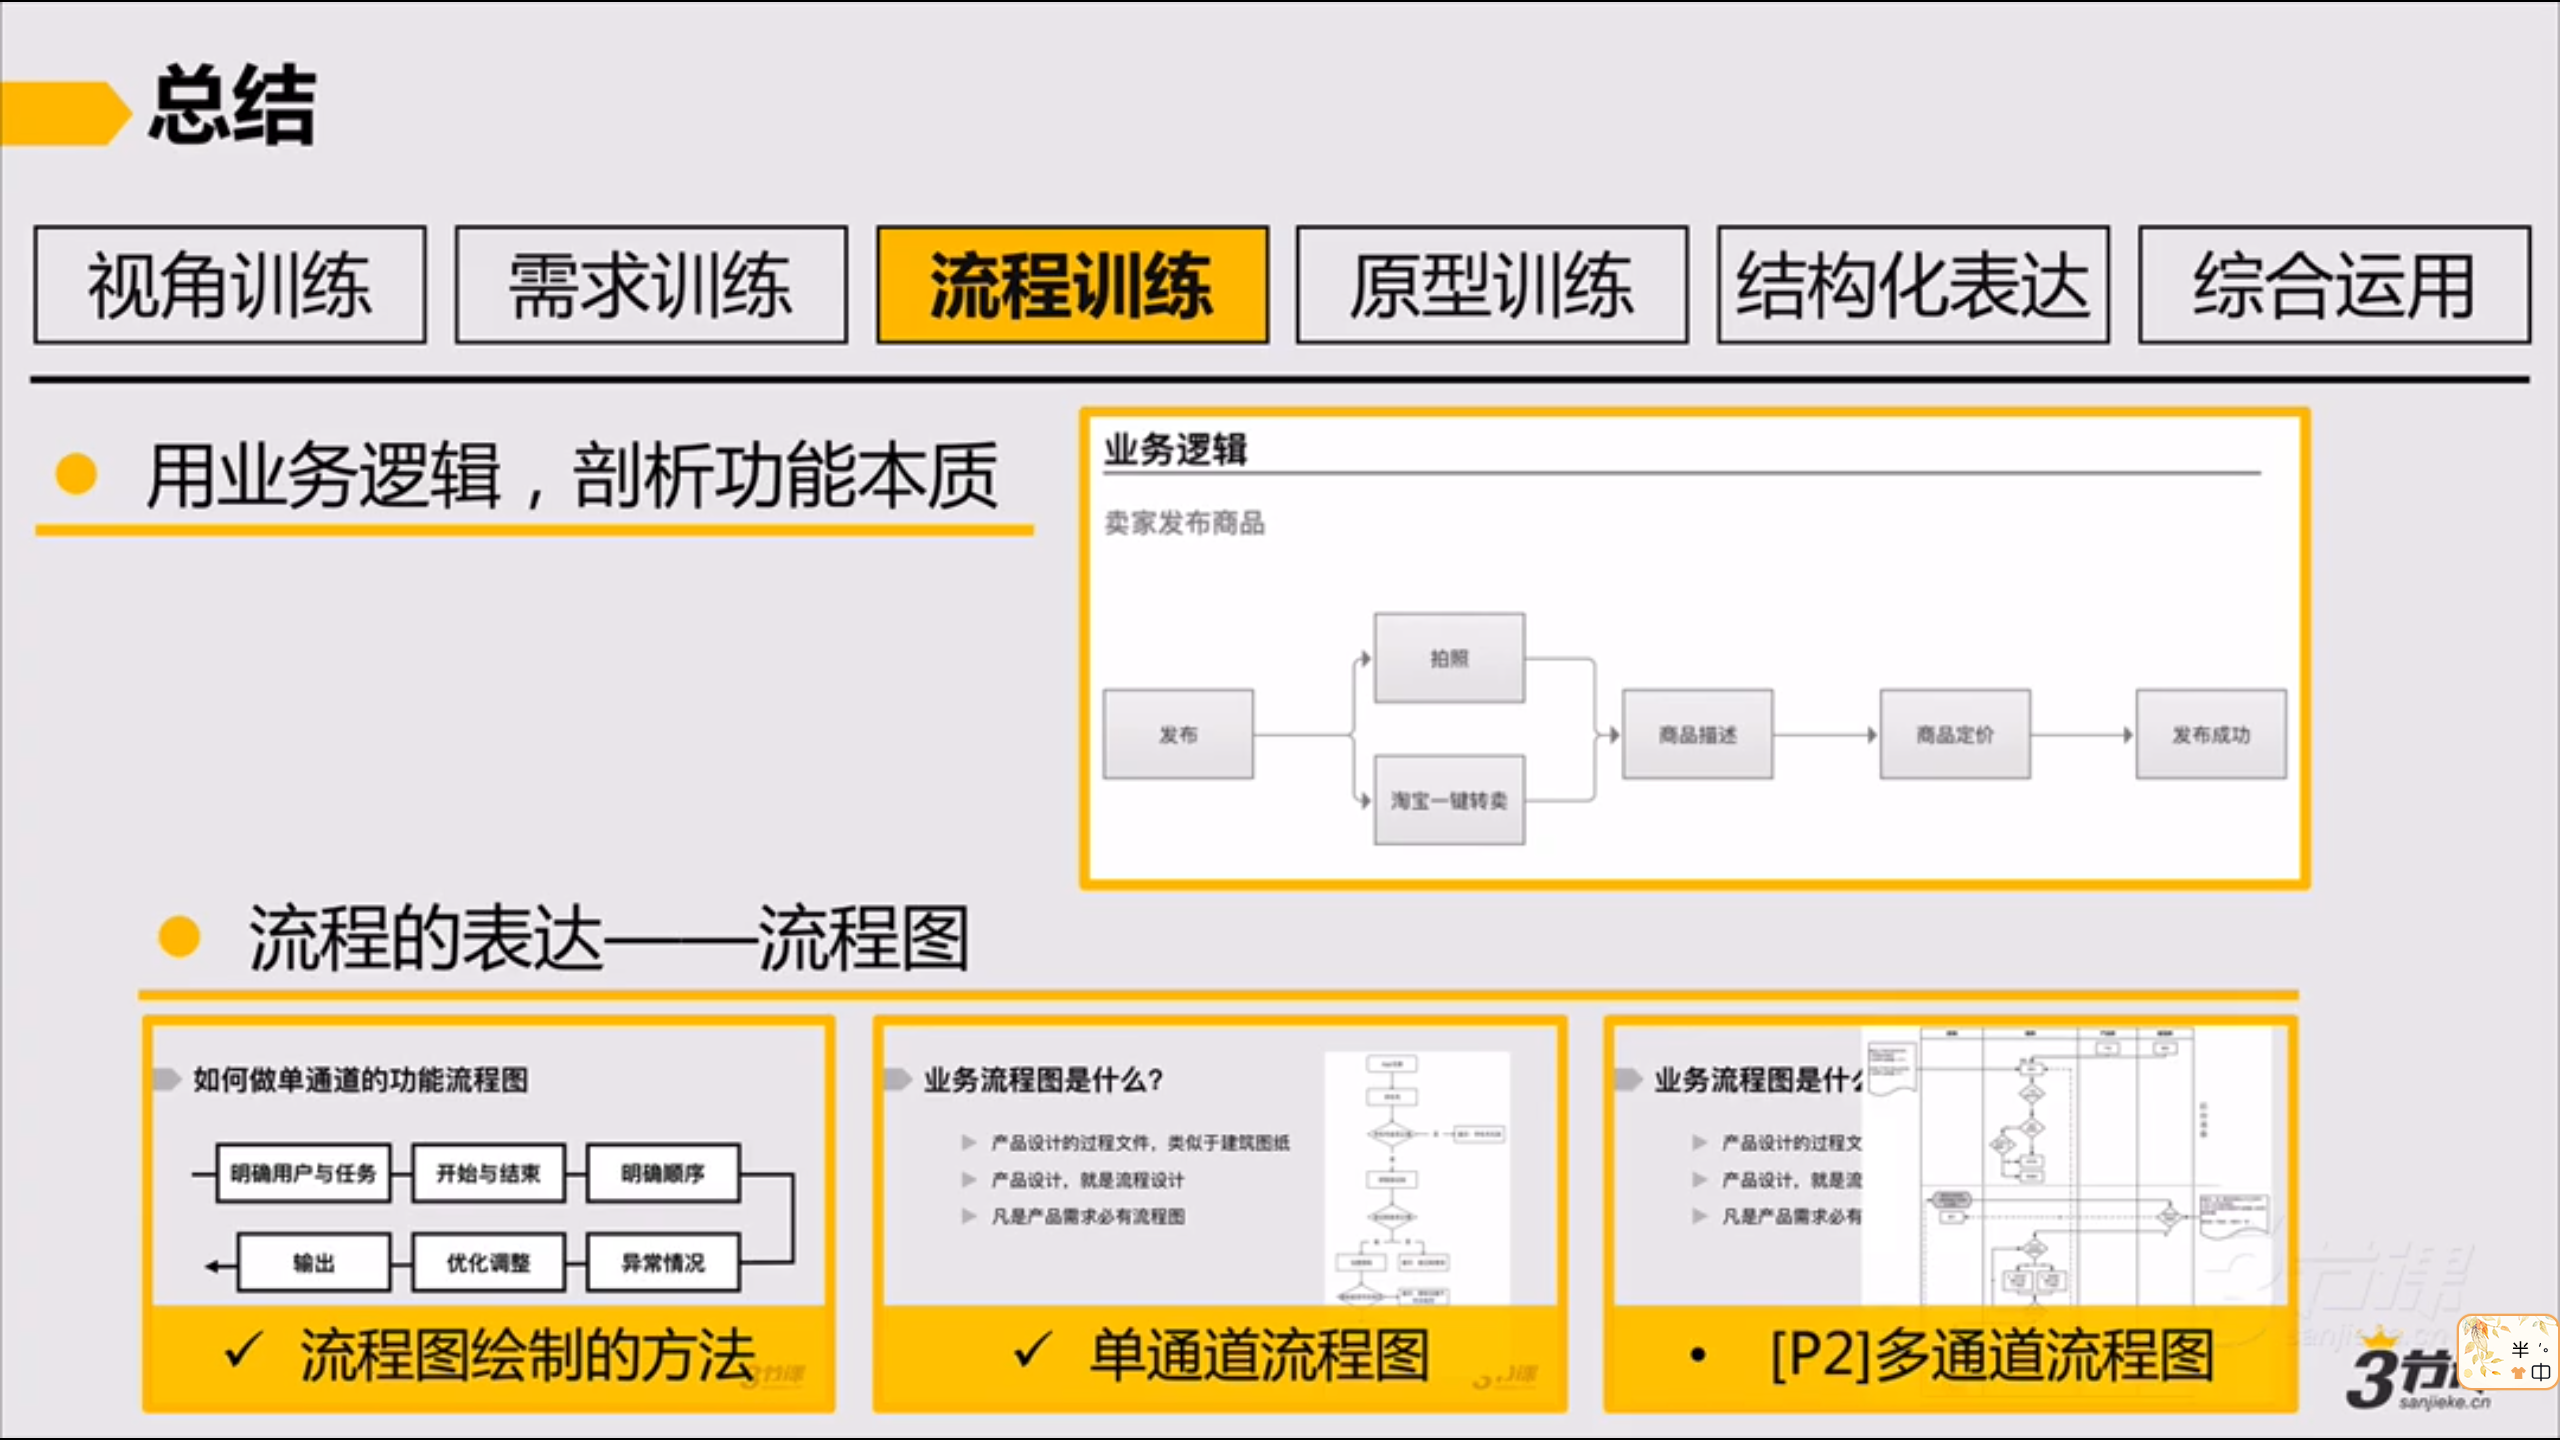 总结
视角训练
需求训练
流程训练
原型训练
结构化表达
综合运用
用业务逻辑，剖析功能本质
业务逻辑
卖家发布商品
发布
拍照
淘宝一键转卖
商品描述
商品定价
发布成功
流程的表达——流程图
如何做单通道的功能流程图
明确用户与任务
开始与结束
明确顺序
输出
优化调整
异常情况
✓ 流程图绘制的方法
业务流程图是什么?
产品设计的过程文件，类似于建筑图纸
产品设计，就是流程设计
凡是产品需求必有流程图
✓ 单通道流程图
业务流程图是什
产品设计的过程文
产品设计，就是流
凡是产品需求必有
• [P2]多通道流程图
3节课
sanjieke.cn
半
中